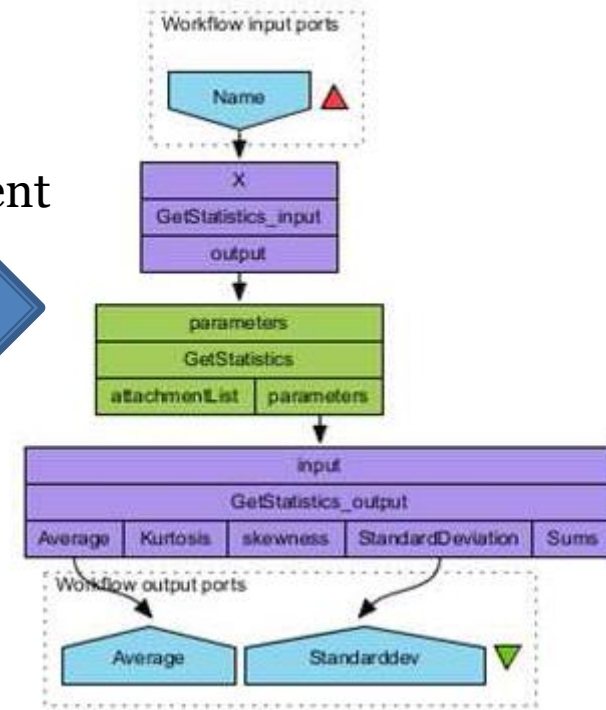 Workflow input ports
Name
ent
X
GetStatistics_input
output
parameters
GetStatistics
attachmentList parameters
input
GetStatistics_output
Average Kurtosis skewness StandardDeviation Sums
Workflow output ports
Average Standarddev